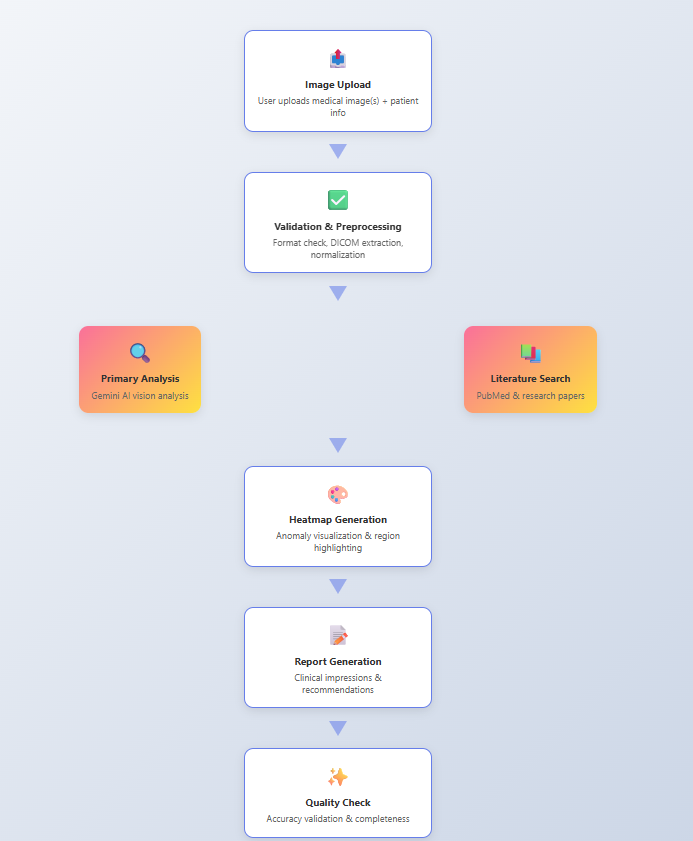 Image Upload
User uploads medical image(s) + patient
info
Validation & Preprocessing
Format check, DICOM extraction,
normalization
Primary Analysis
Gemini AI vision analysis
Literature Search
PubMed & research papers
Heatmap Generation
Anomaly visualization & region
highlighting
Report Generation
Clinical impressions &
recommendations
Quality Check
Accuracy validation & completeness